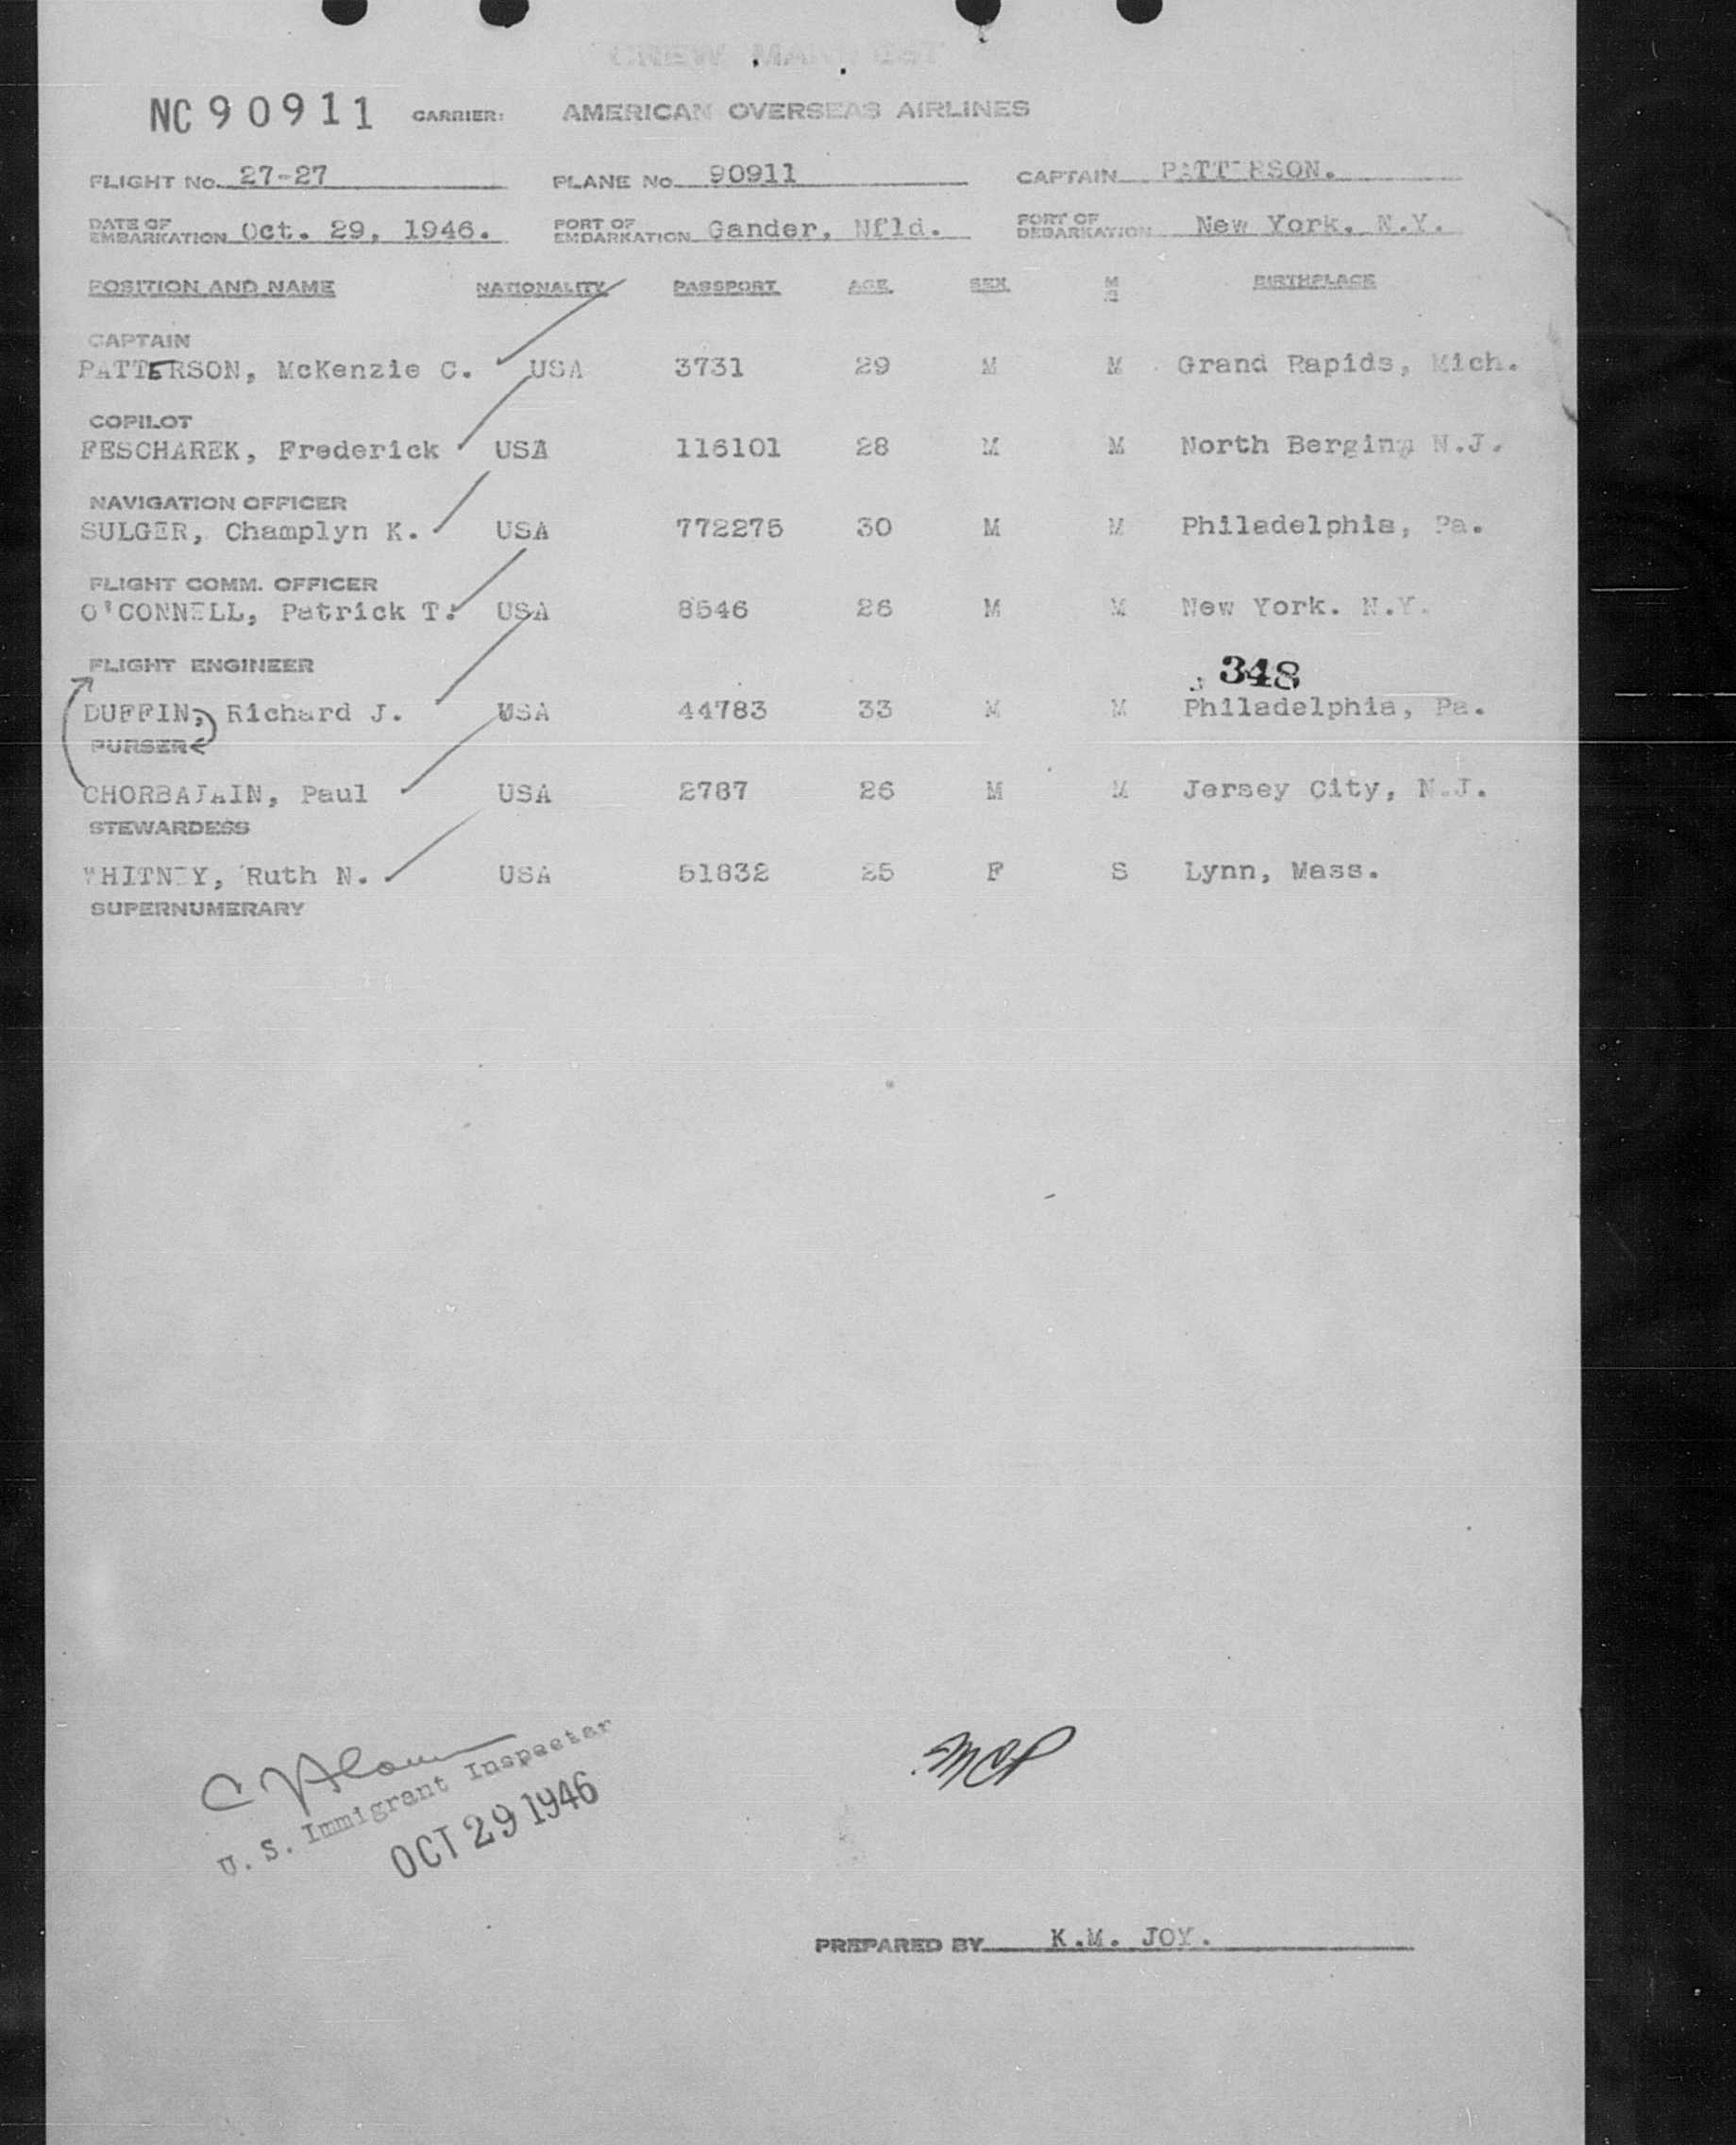 CREW MANIFEST
NC90911 CARRIER: AMERICAN OVERSEAS AIRLINES
FLIGHT No. 27-27 PLANE No. 90911 CAPTAIN PATTERSON.
DATE OF EMBARKATION Oct. 29, 1946. PORT OF EMBARKATION Gander, Nfld. PORT OF DEBARKATION New York, N.Y.
POSITION AND NAME NATIONALITY PASSPORT AGE SEX M S BIRTHPLACE
CAPTAIN
PATTERSON, McKenzie C. USA 3731 29 M M Grand Rapids, Mich.
COPILOT
FESCHAREK, Frederick USA 116101 28 M M North Berging N.J.
NAVIGATION OFFICER
SULGER, Champlyn K. USA 772275 30 M M Philadelphia, Pa.
FLIGHT COMM. OFFICER
O'CONNELL, Patrick T. USA 8546 26 M M New York. N.Y.
FLIGHT ENGINEER
348
DUFFIN, Richard J. USA 44783 33 M M Philadelphia, Pa.
PURSER
CHORBAJAIN, Paul USA 2787 26 M M Jersey City, N.J.
STEWARDESS
WHITNEY, Ruth N. USA 51832 25 F S Lynn, Mass.
SUPERNUMERARY
U. S. Immigrant Inspector
OCT 29 1946
MCP
PREPARED BY K.M. JOY.